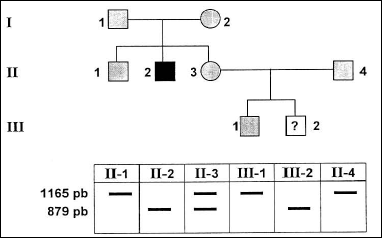 I 1 2
II 1 2 3 4
III 1 ? 2
II-1 II-2 II-3 III-1 III-2 II-4
1165 pb
879 pb